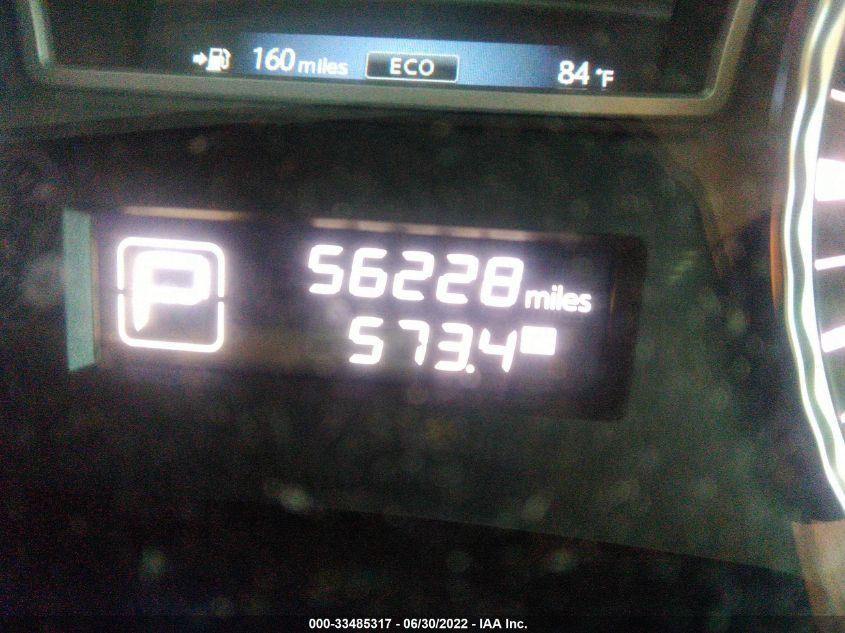 160 miles ECO 84 °F
P 56228 miles
573.4
000-33485317 - 06/30/2022 - IAA Inc.